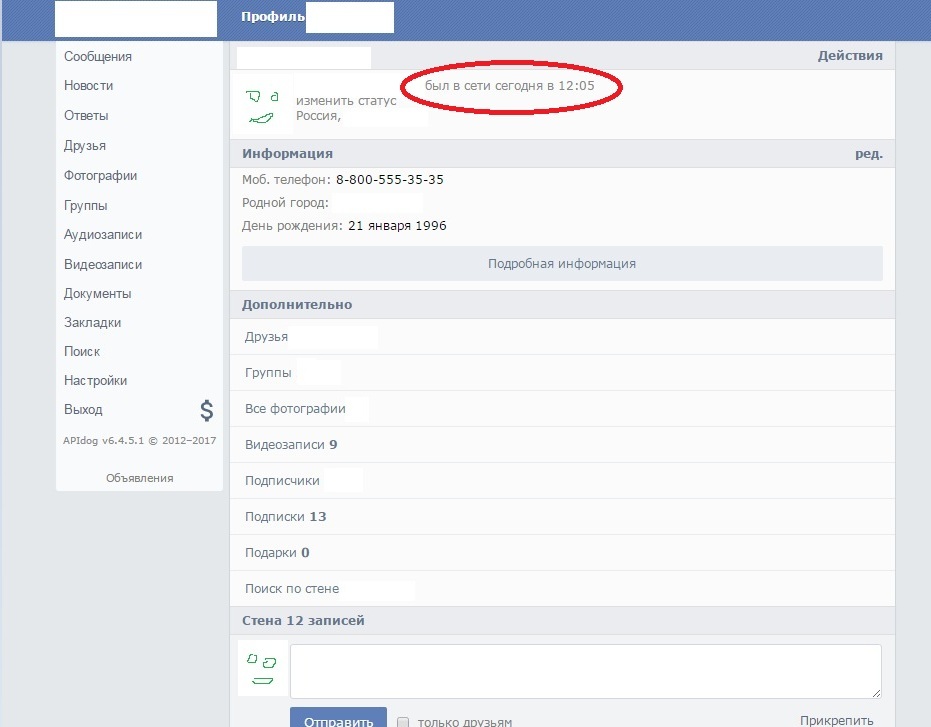 Профиль
Сообщения
Новости
Ответы
Друзья
Фотографии
Группы
Аудиозаписи
Видеозаписи
Документы
Закладки
Поиск
Настройки
Выход $
APIdog v6.4.5.1 © 2012–2017
Объявления
Действия
был в сети сегодня в 12:05
изменить статус
Россия,
Информация ред.
Моб. телефон: 8-800-555-35-35
Родной город:
День рождения: 21 января 1996
Подробная информация
Дополнительно
Друзья
Группы
Все фотографии
Видеозаписи 9
Подписчики
Подписки 13
Подарки 0
Поиск по стене
Стена 12 записей
Отправить только друзьям Прикрепить